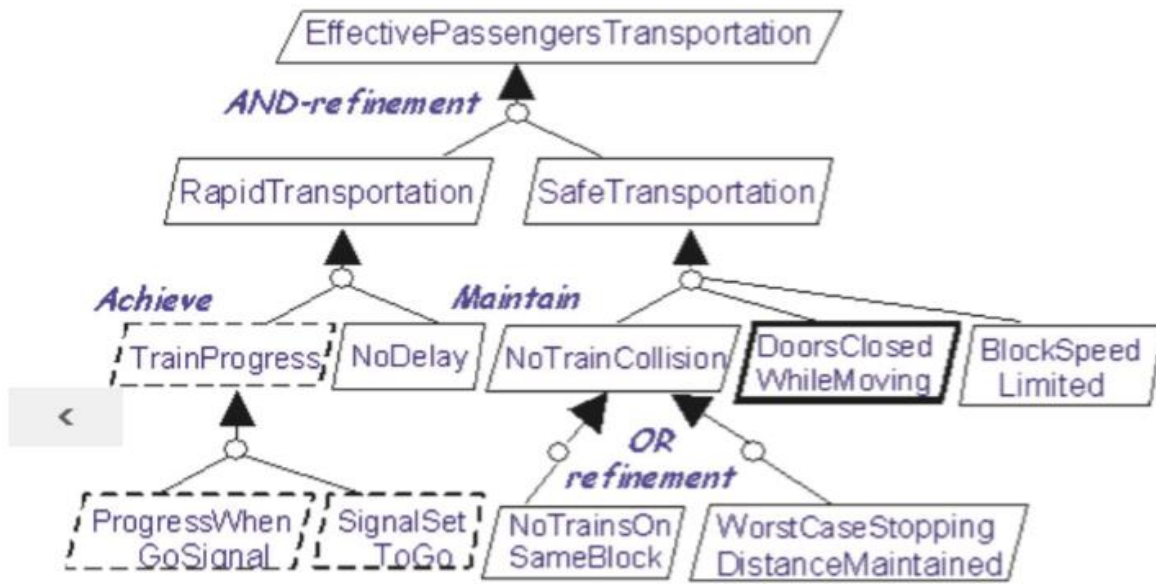 EffectivePassengersTransportation
AND-refinement
RapidTransportation
SafeTransportation
Achieve
Maintain
TrainProgress
NoDelay
NoTrainCollision
DoorsClosed
WhileMoving
BlockSpeed
Limited
<
OR
refinement
ProgressWhen
GoSignal
SignalSet
ToGo
NoTrainsOn
SameBlock
WorstCaseStopping
DistanceMaintained